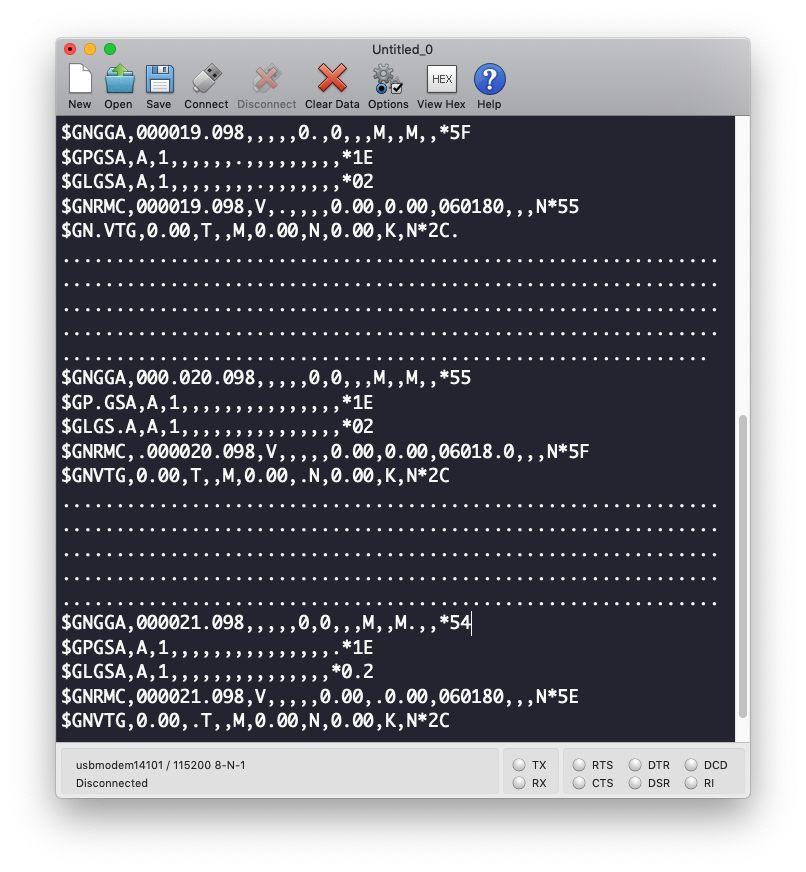 Untitled_0
New Open Save Connect Disconnect Clear Data Options View Hex Help
HEX
?
$GNGGA,000019.098,,,,,0.,0,,,M,,M,,*5F
$GPGSA,A,1,,,,,,.,,,,,,,,,*1E
$GLGSA,A,1,,,,,,,,.,,,,,,,*02
$GNRMC,000019.098,V,.,,,,0.00,0.00,060180,,,N*55
$GN.VTG,0.00,T,,M,0.00,N,0.00,K,N*2C.
.............................................................
.............................................................
.............................................................
.............................................................
............................................................
$GNGGA,000.020.098,,,,,0,0,,,M,,M,,*55
$GP.GSA,A,1,,,,,,,,,,,,,,,*1E
$GLGS.A,A,1,,,,,,,,,,,,,,,*02
$GNRMC,.000020.098,V,,,,,0.00,0.00,06018.0,,,N*5F
$GNVTG,0.00,T,,M,0.00,.N,0.00,K,N*2C
.............................................................
.............................................................
.............................................................
.............................................................
.............................................................
$GNGGA,000021.098,,,,,0,0,,,M,,M.,,*54
$GPGSA,A,1,,,,,,,,,,,,,,,.*1E
$GLGSA,A,1,,,,,,,,,,,,,,,*0.2
$GNRMC,000021.098,V,,,,,0.00,.0.00,060180,,,N*5E
$GNVTG,0.00,.T,,M,0.00,N,0.00,K,N*2C
usbmodem14101 / 115200 8-N-1
Disconnected
TX RTS DTR DCD
RX CTS DSR RI